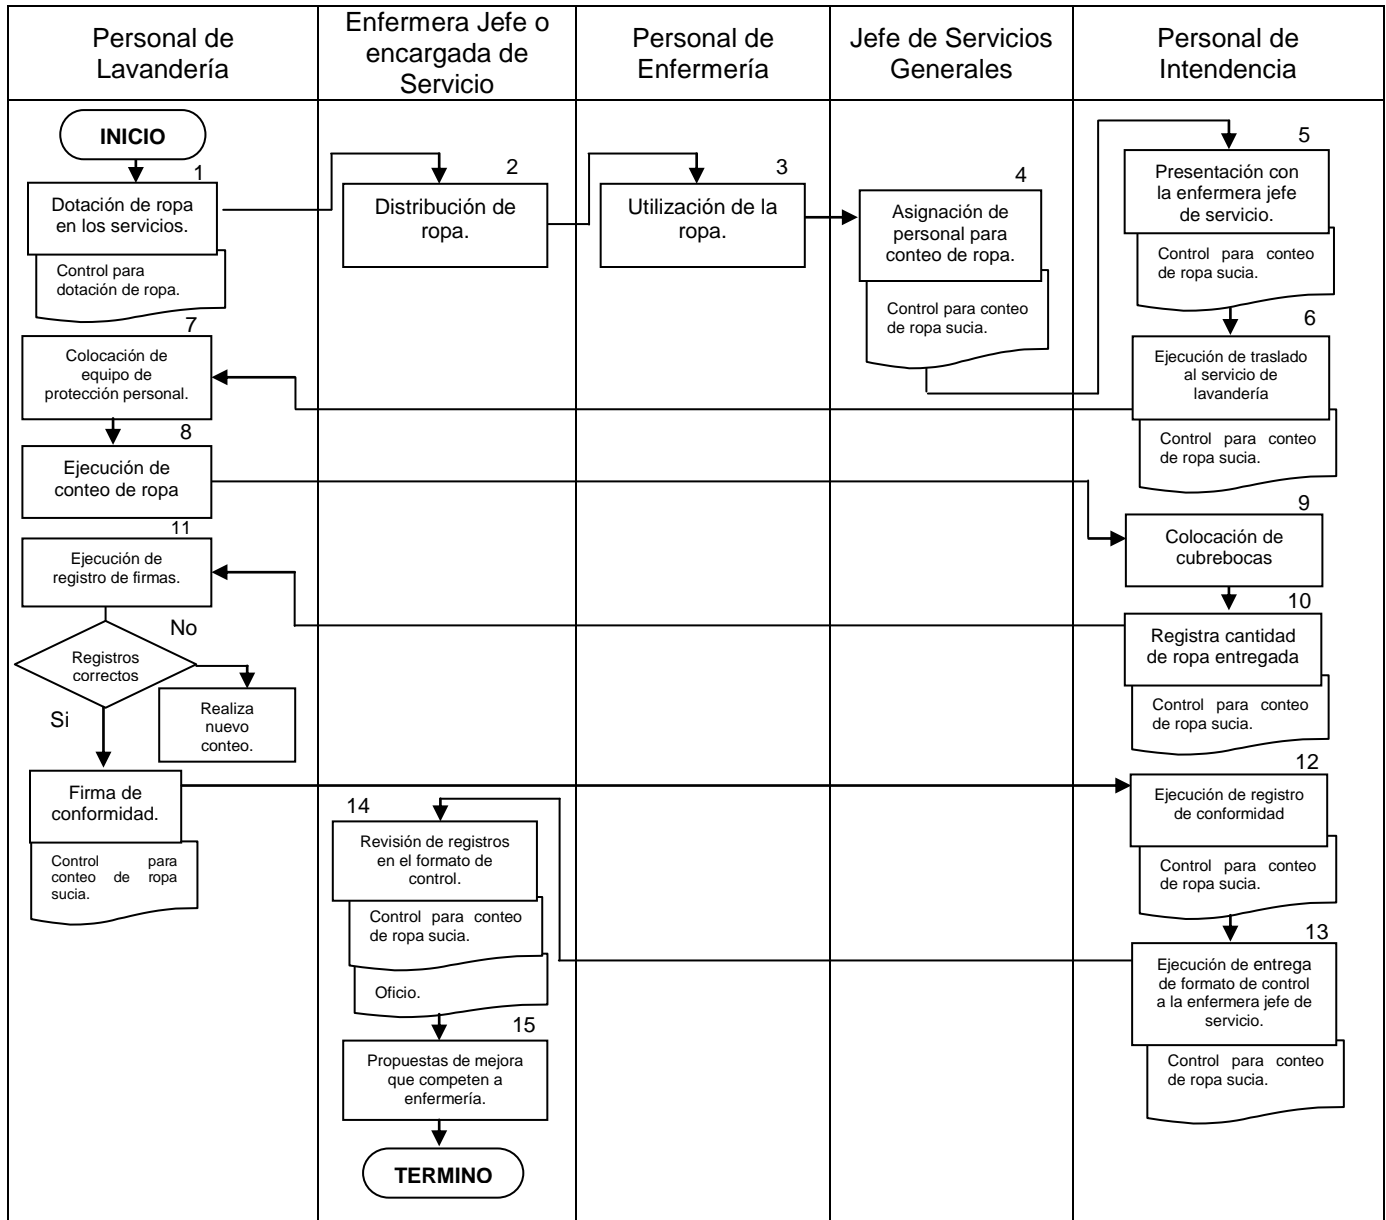 Personal de
Lavandería
Enfermera Jefe o
encargada de
Servicio
Personal de
Enfermería
Jefe de Servicios
Generales
Personal de
Intendencia
INICIO
1
Dotación de ropa
en los servicios.
Control para
dotación de ropa.
2
Distribución de
ropa.
3
Utilización de la
ropa.
4
Asignación de
personal para
conteo de ropa.
Control para conteo
de ropa sucia.
5
Presentación con
la enfermera jefe
de servicio.
Control para conteo
de ropa sucia.
6
Ejecución de traslado
al servicio de
lavandería
Control para conteo
de ropa sucia.
7
Colocación de
equipo de
protección personal.
8
Ejecución de
conteo de ropa
9
Colocación de
cubrebocas
10
Registra cantidad
de ropa entregada
Control para conteo
de ropa sucia.
11
Ejecución de
registro de firmas.
No
Registros
correctos
Si
Realiza
nuevo
conteo.
Firma de
conformidad.
Control para
conteo de ropa
sucia.
12
Ejecución de registro
de conformidad
Control para conteo
de ropa sucia.
13
Ejecución de entrega
de formato de control
a la enfermera jefe de
servicio.
Control para conteo
de ropa sucia.
14
Revisión de registros
en el formato de
control.
Control para conteo
de ropa sucia.
Oficio.
15
Propuestas de mejora
que competen a
enfermería.
TERMINO